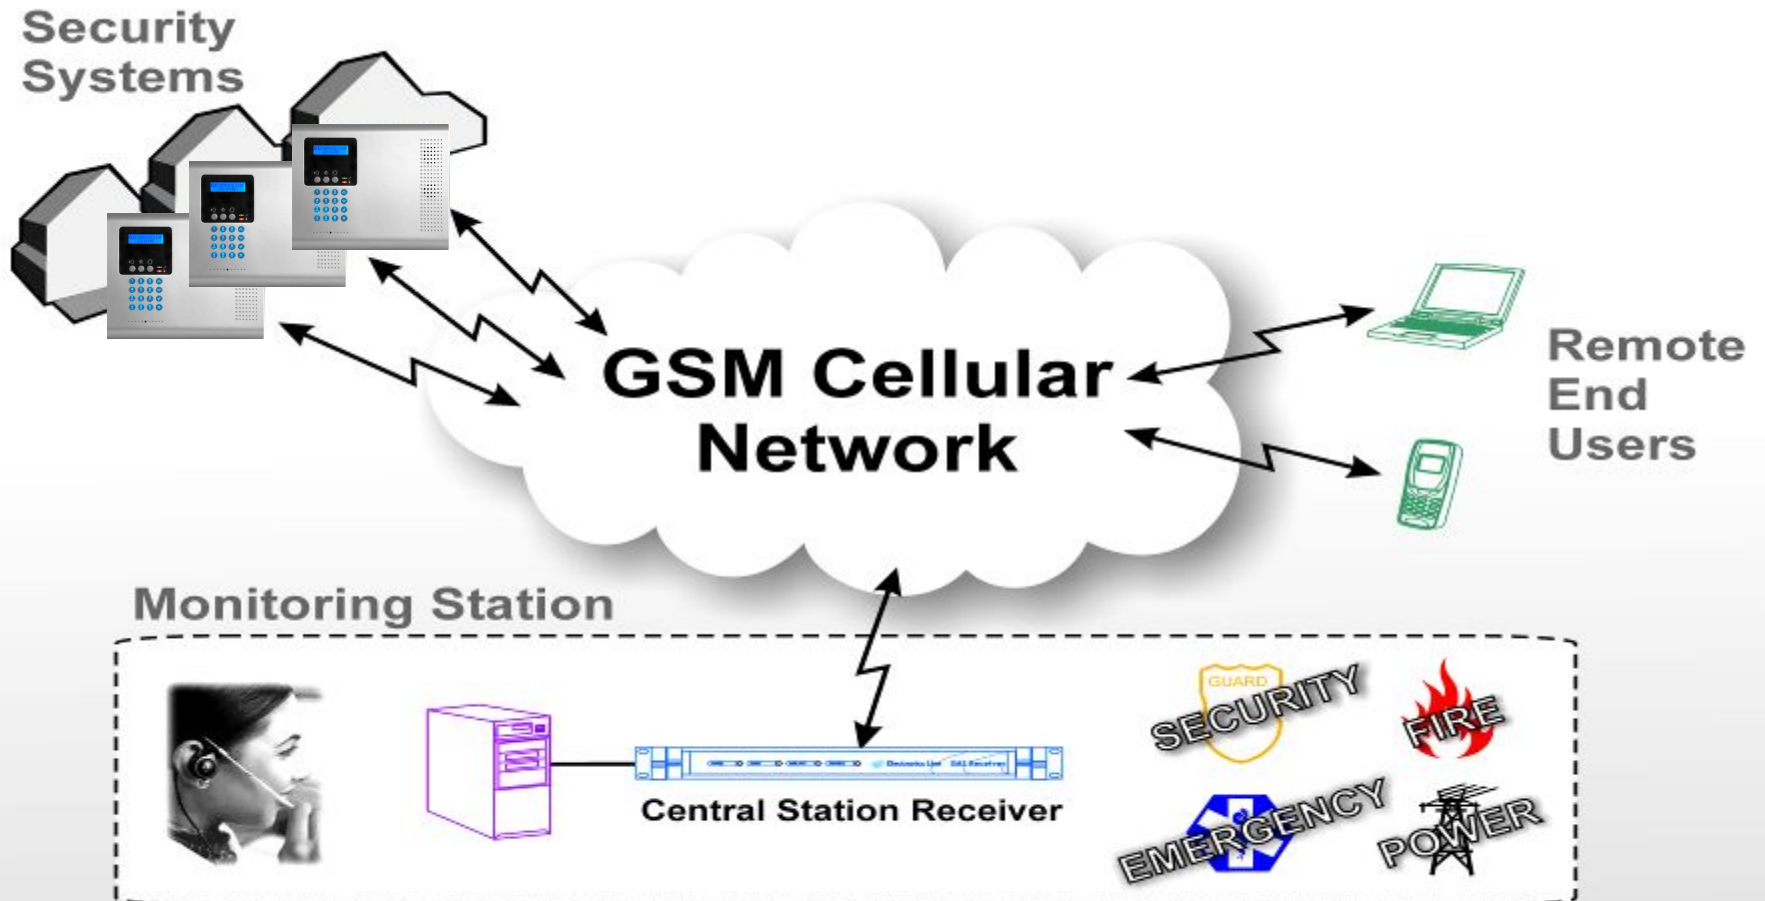 Security
Systems
GSM Cellular
Network
Remote
End
Users
Monitoring Station
GUARD
SECURITY
FIRE
Central Station Receiver
EMERGENCY
POWER